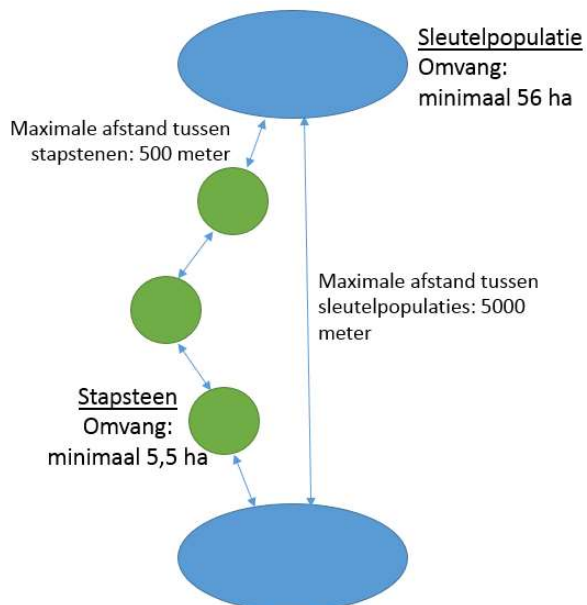 Sleutelpopulatie
Omvang:
minimaal 56 ha
Maximale afstand tussen
stapstenen: 500 meter
Maximale afstand tussen
sleutelpopulaties: 5000
meter
Stapsteen
Omvang:
minimaal 5,5 ha